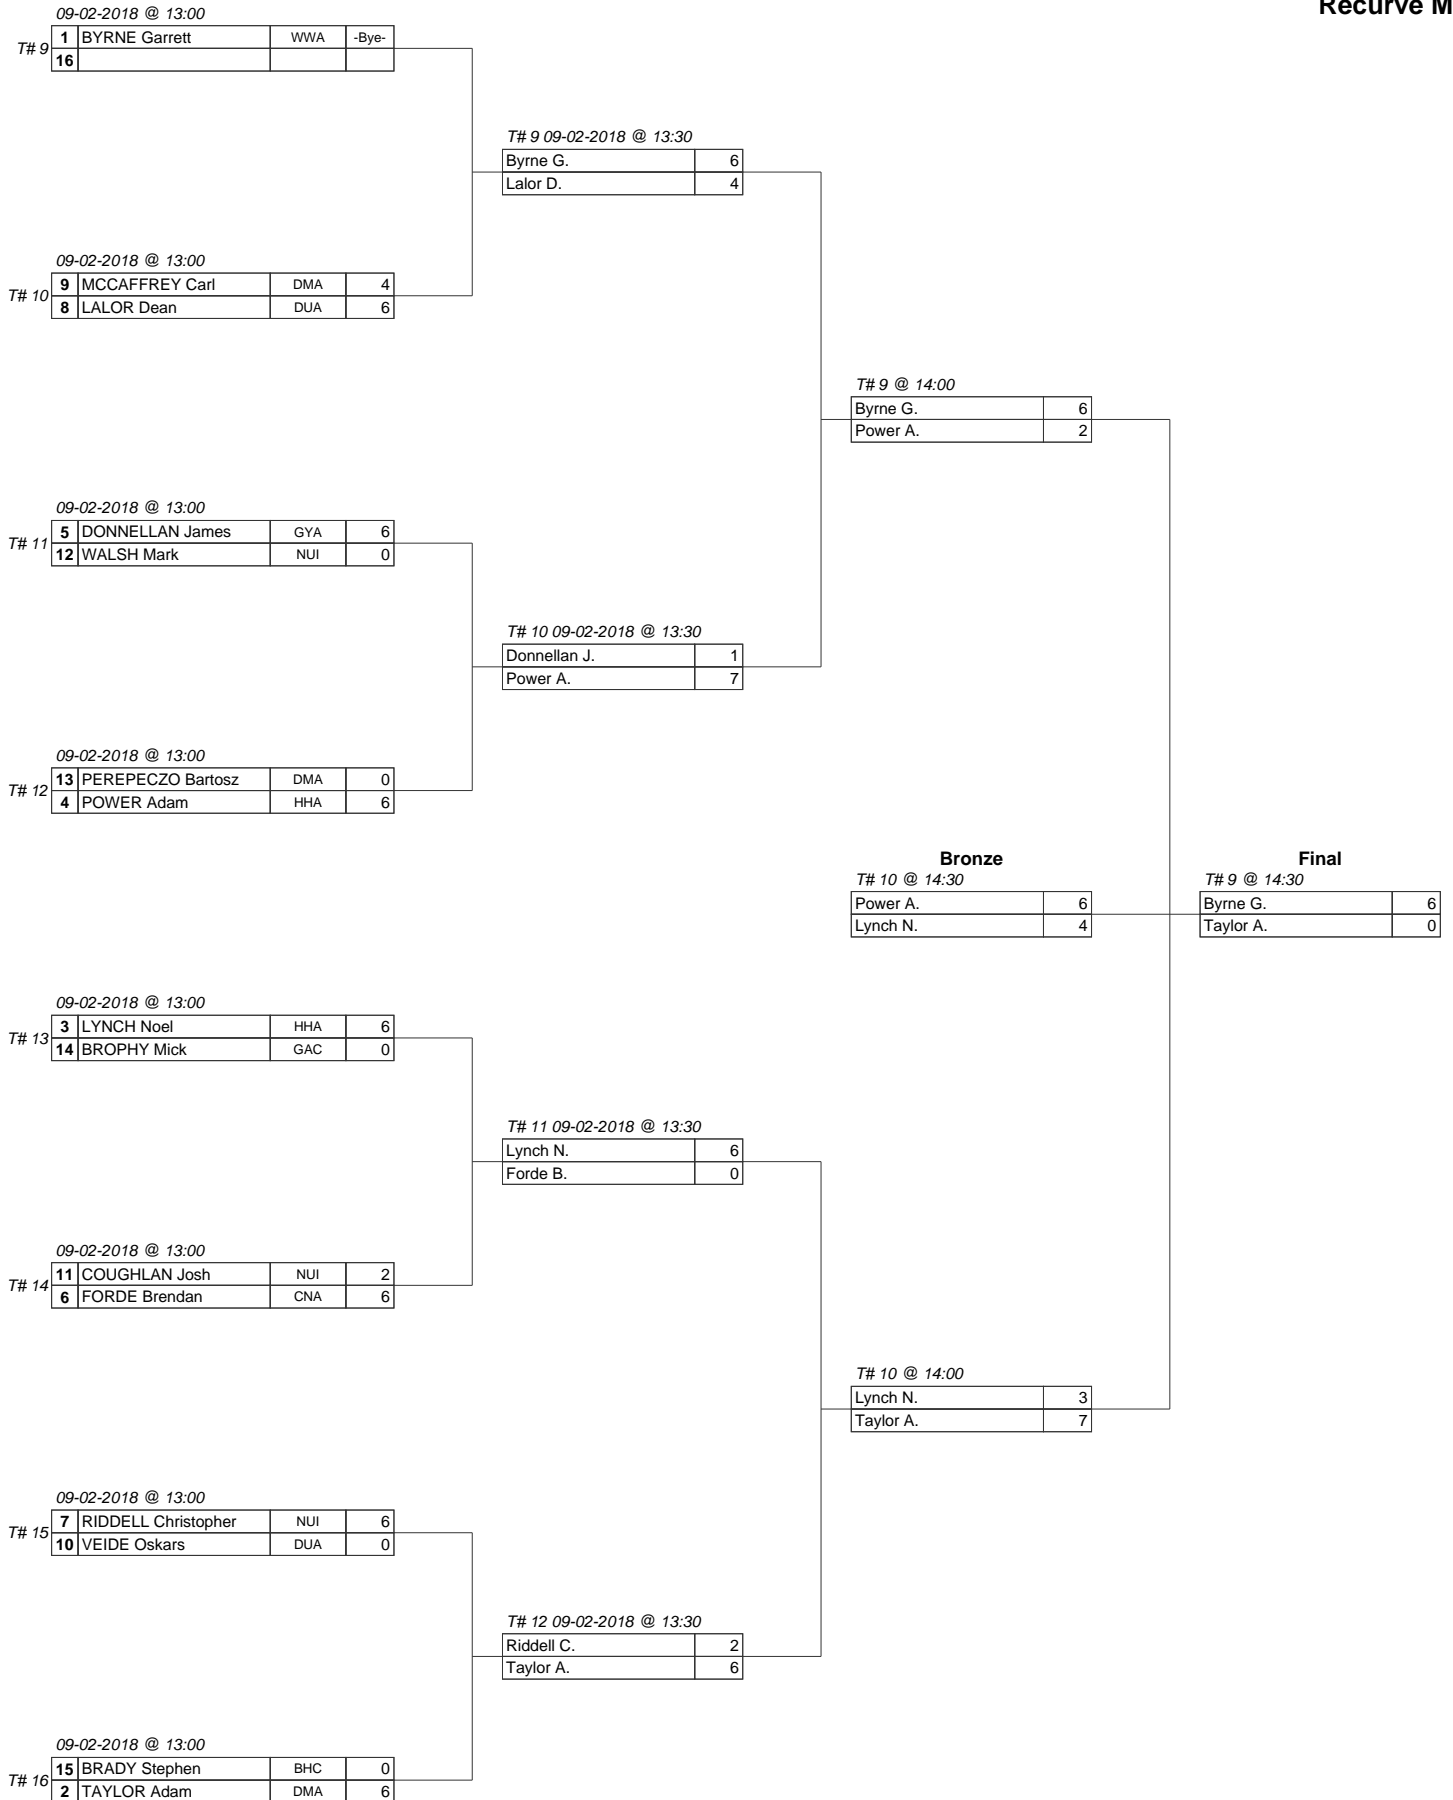 Recurve M
09-02-2018 @ 13:00
T# 9 1 BYRNE Garrett WWA -Bye-
16
T# 9 09-02-2018 @ 13:30
Byrne G. 6
Lalor D. 4
09-02-2018 @ 13:00
T# 10 9 MCCAFFREY Carl DMA 4
8 LALOR Dean DUA 6
T# 9 @ 14:00
Byrne G. 6
Power A. 2
09-02-2018 @ 13:00
T# 11 5 DONNELLAN James GYA 6
12 WALSH Mark NUI 0
T# 10 09-02-2018 @ 13:30
Donnellan J. 1
Power A. 7
09-02-2018 @ 13:00
T# 12 13 PEREPECZO Bartosz DMA 0
4 POWER Adam HHA 6
Bronze
T# 10 @ 14:30
Power A. 6
Lynch N. 4
Final
T# 9 @ 14:30
Byrne G. 6
Taylor A. 0
09-02-2018 @ 13:00
T# 13 3 LYNCH Noel HHA 6
14 BROPHY Mick GAC 0
T# 11 09-02-2018 @ 13:30
Lynch N. 6
Forde B. 0
09-02-2018 @ 13:00
T# 14 11 COUGHLAN Josh NUI 2
6 FORDE Brendan CNA 6
T# 10 @ 14:00
Lynch N. 3
Taylor A. 7
09-02-2018 @ 13:00
T# 15 7 RIDDELL Christopher NUI 6
10 VEIDE Oskars DUA 0
T# 12 09-02-2018 @ 13:30
Riddell C. 2
Taylor A. 6
09-02-2018 @ 13:00
T# 16 15 BRADY Stephen BHC 0
2 TAYLOR Adam DMA 6